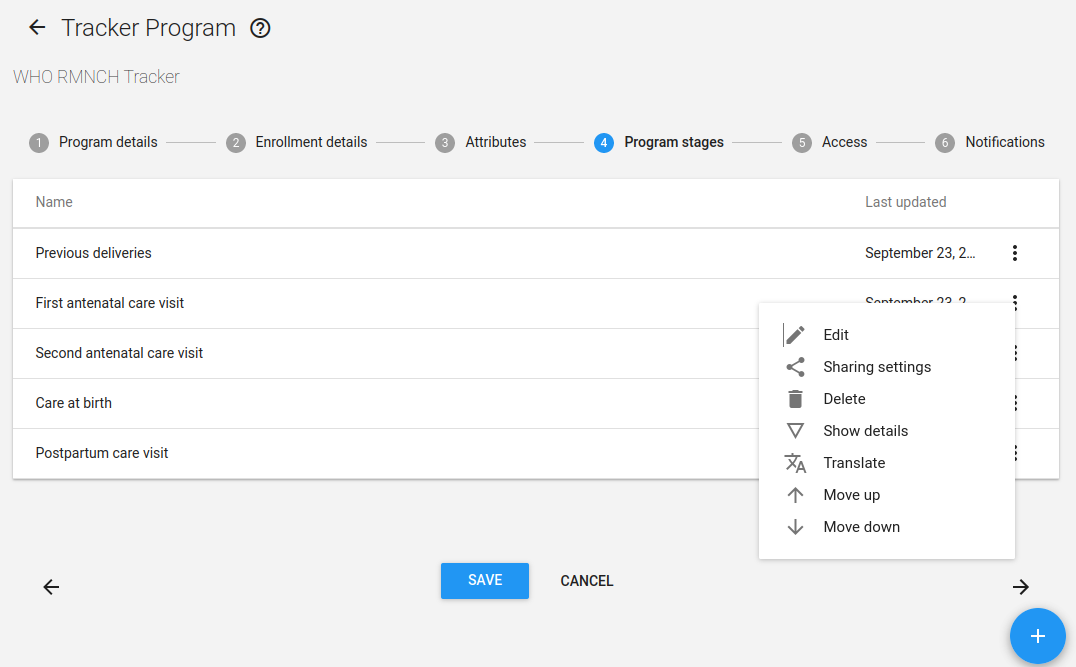 Tracker Program
WHO RMNCH Tracker
1 Program details 2 Enrollment details 3 Attributes 4 Program stages 5 Access 6 Notifications
Name Last updated
Previous deliveries September 23, 2...
First antenatal care visit September 23, 2...
Second antenatal care visit
Care at birth
Postpartum care visit
Edit
Sharing settings
Delete
Show details
Translate
Move up
Move down
SAVE CANCEL